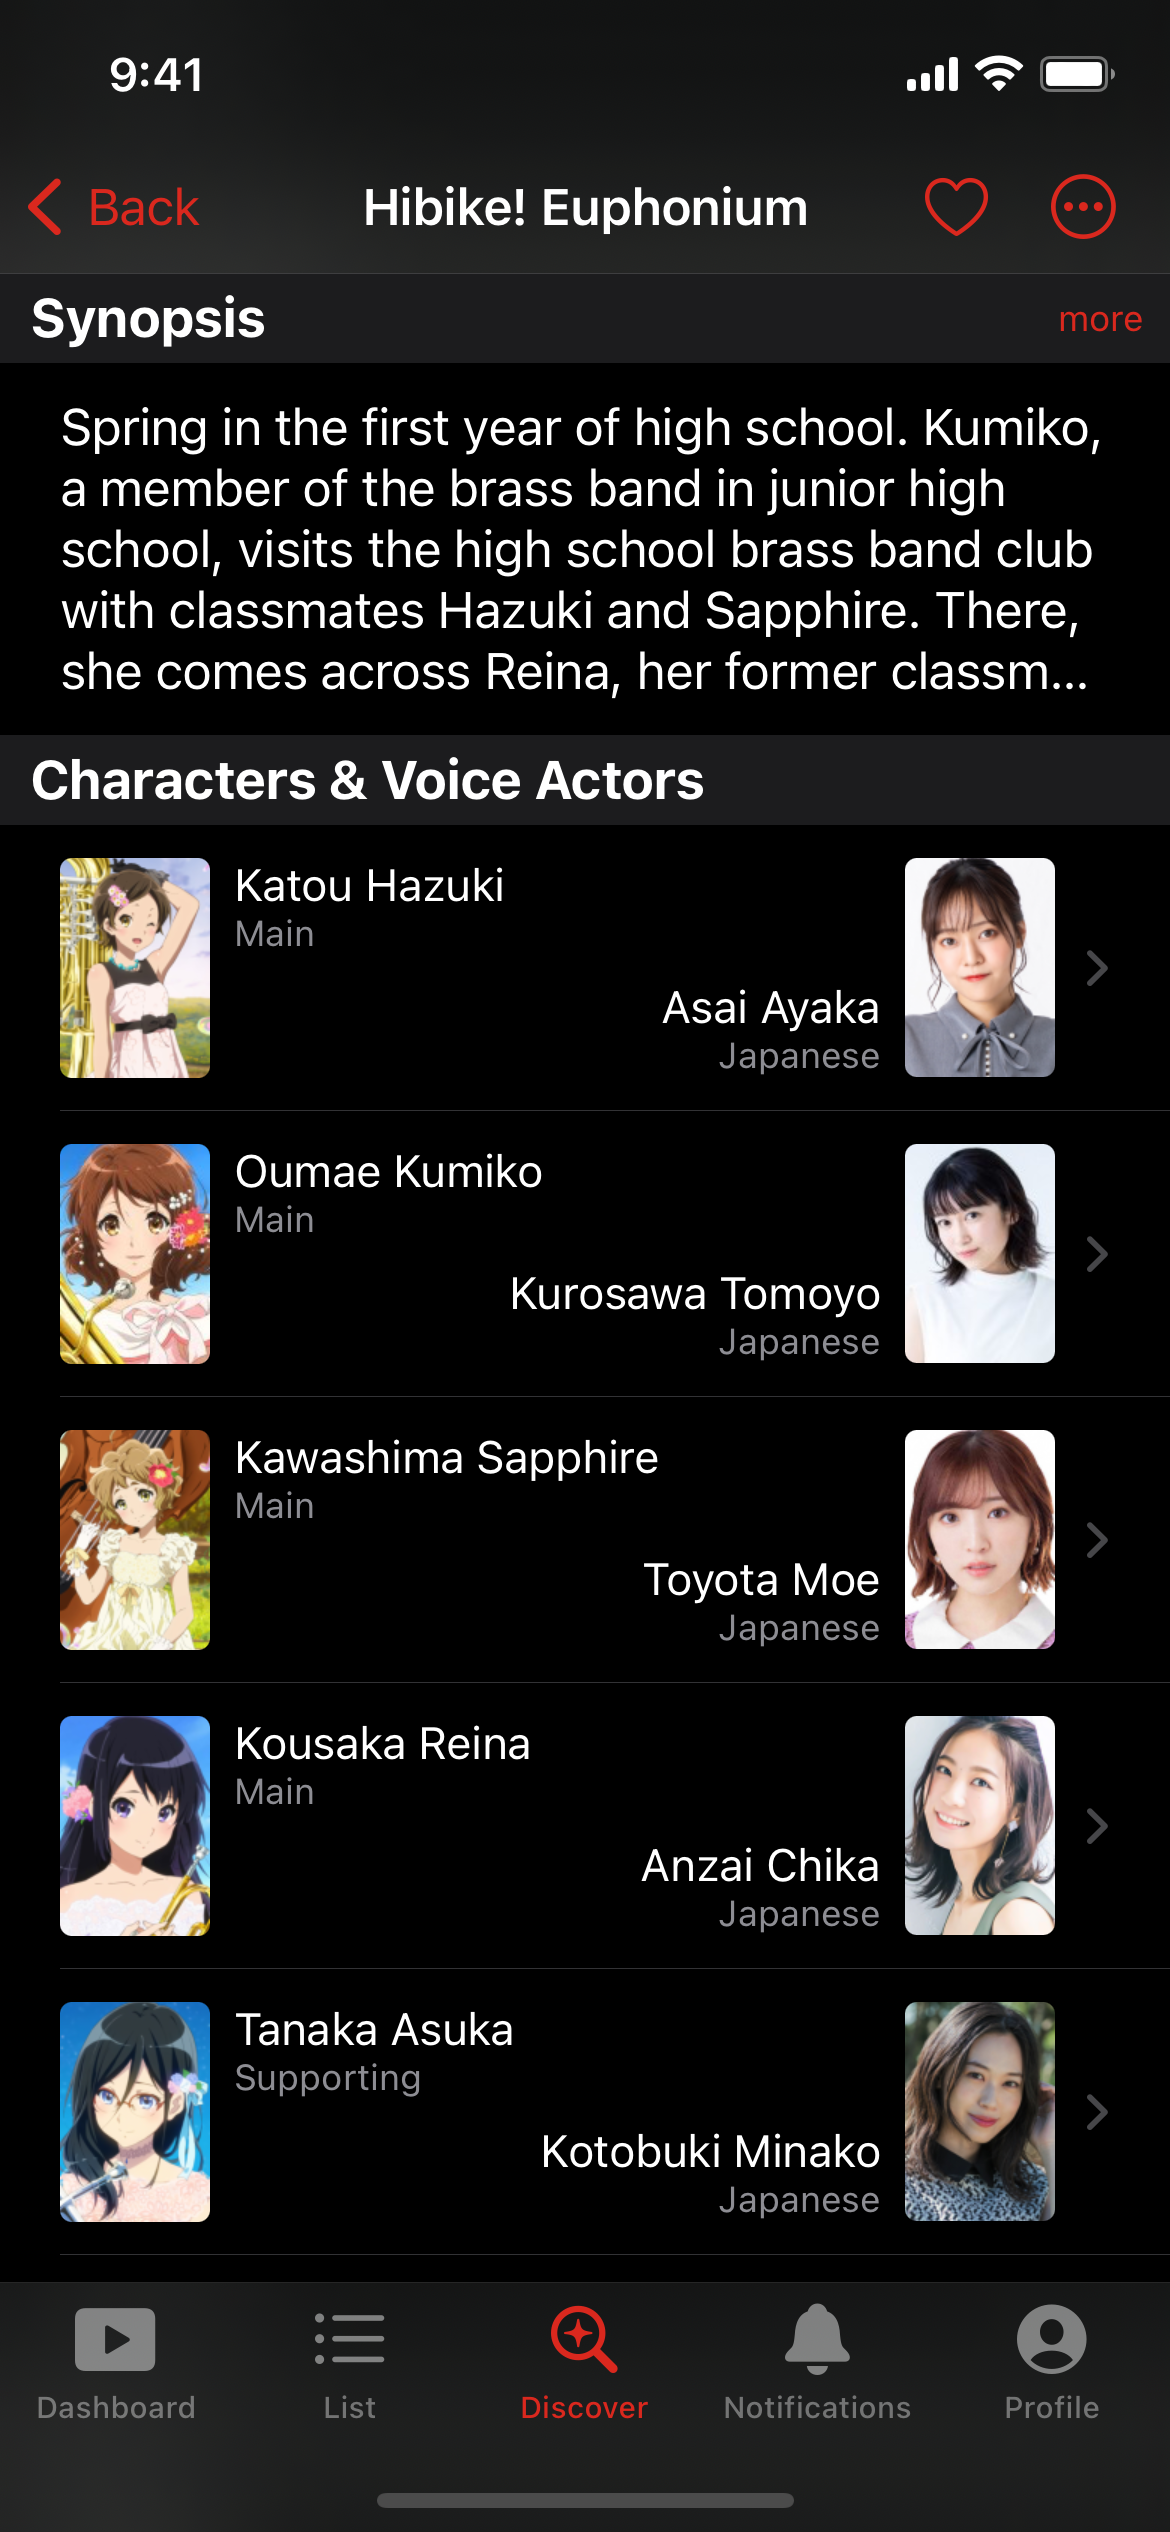 9:41
Back
Hibike! Euphonium
Synopsis
more
Spring in the first year of high school. Kumiko,
a member of the brass band in junior high
school, visits the high school brass band club
with classmates Hazuki and Sapphire. There,
she comes across Reina, her former classm...
Characters & Voice Actors
Katou Hazuki
Main
Asai Ayaka
Japanese
Oumae Kumiko
Main
Kurosawa Tomoyo
Japanese
Kawashima Sapphire
Main
Toyota Moe
Japanese
Kousaka Reina
Main
Anzai Chika
Japanese
Tanaka Asuka
Supporting
Kotobuki Minako
Japanese
Dashboard
List
Discover
Notifications
Profile